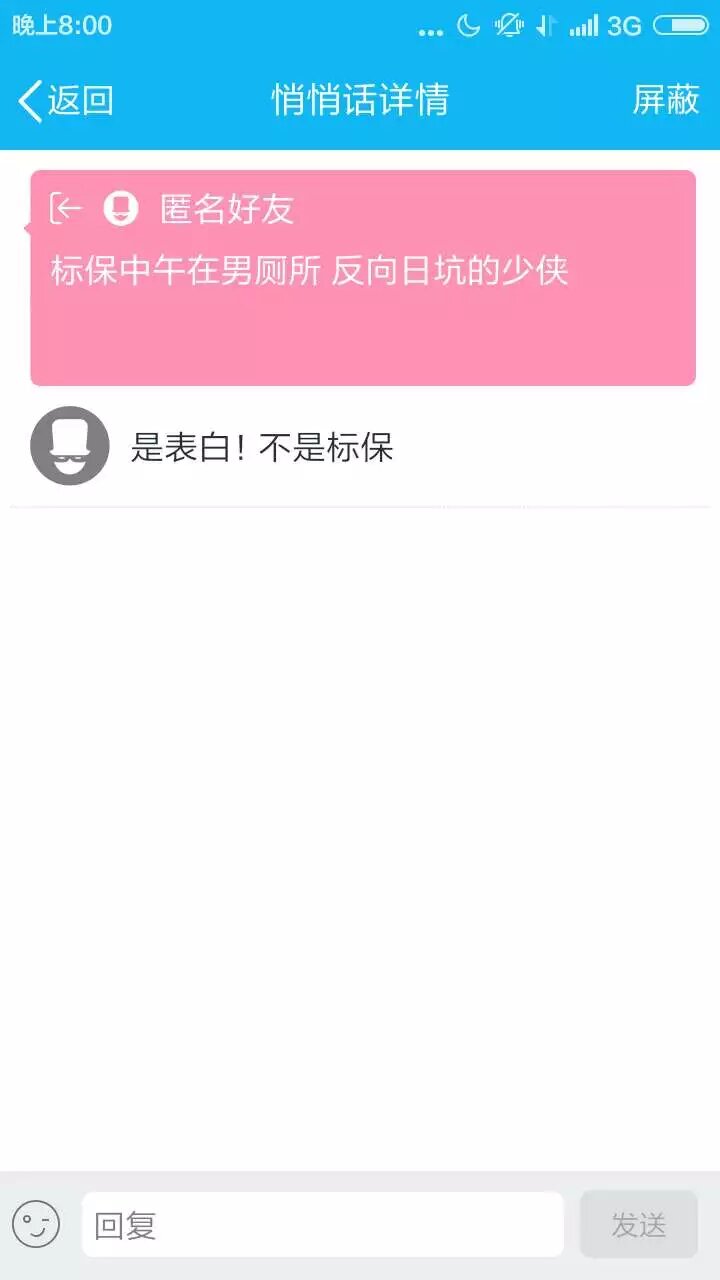 晚上8:00 ... 3G
返回 悄悄话详情 屏蔽
匿名好友
标保中午在男厕所 反向日坑的少侠
是表白！不是标保
回复 发送